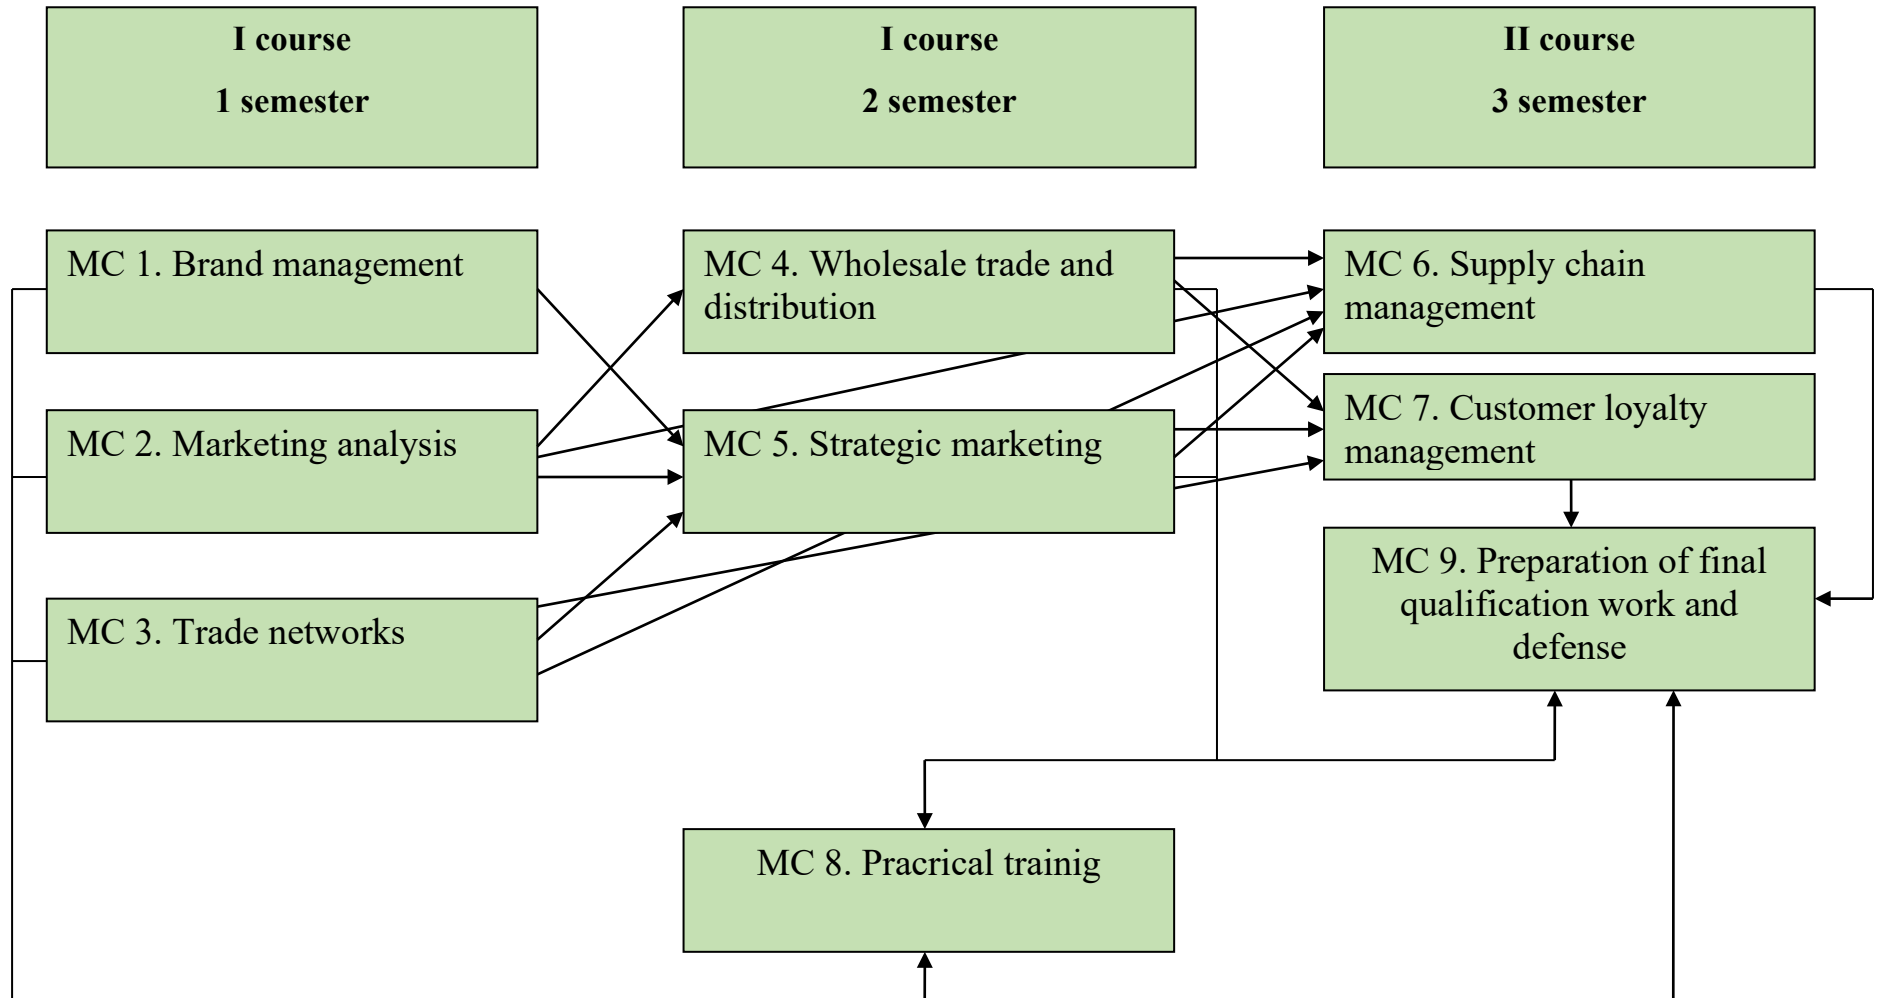 I course
1 semester
I course
2 semester
II course
3 semester
MC 1. Brand management
MC 4. Wholesale trade and
distribution
MC 6. Supply chain
management
MC 2. Marketing analysis
MC 5. Strategic marketing
MC 7. Customer loyalty
management
MC 3. Trade networks
MC 9. Preparation of final
qualification work and
defense
MC 8. Pracrical trainig